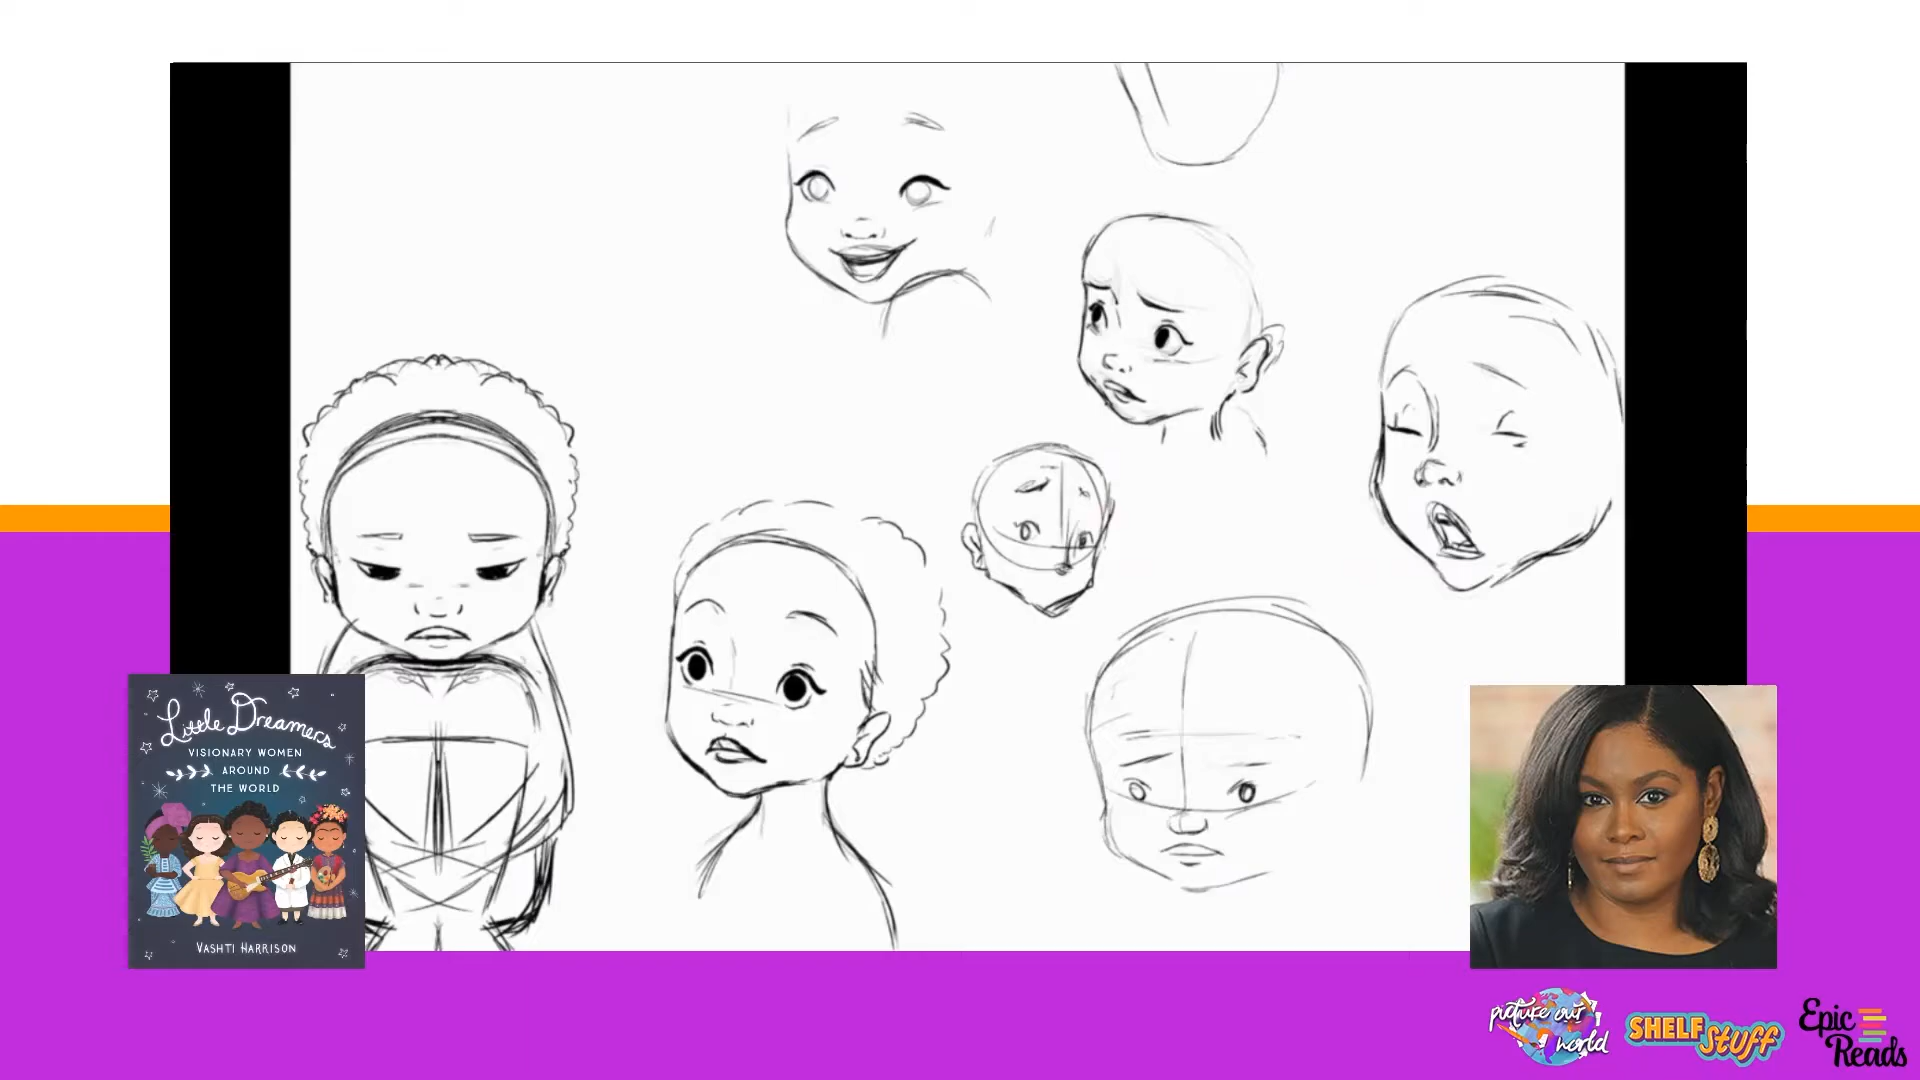 Little Dreamers
VISIONARY WOMEN
AROUND
THE WORLD
VASHTI HARRISON
picture our
world
SHELF
STUFF
Epic
Reads